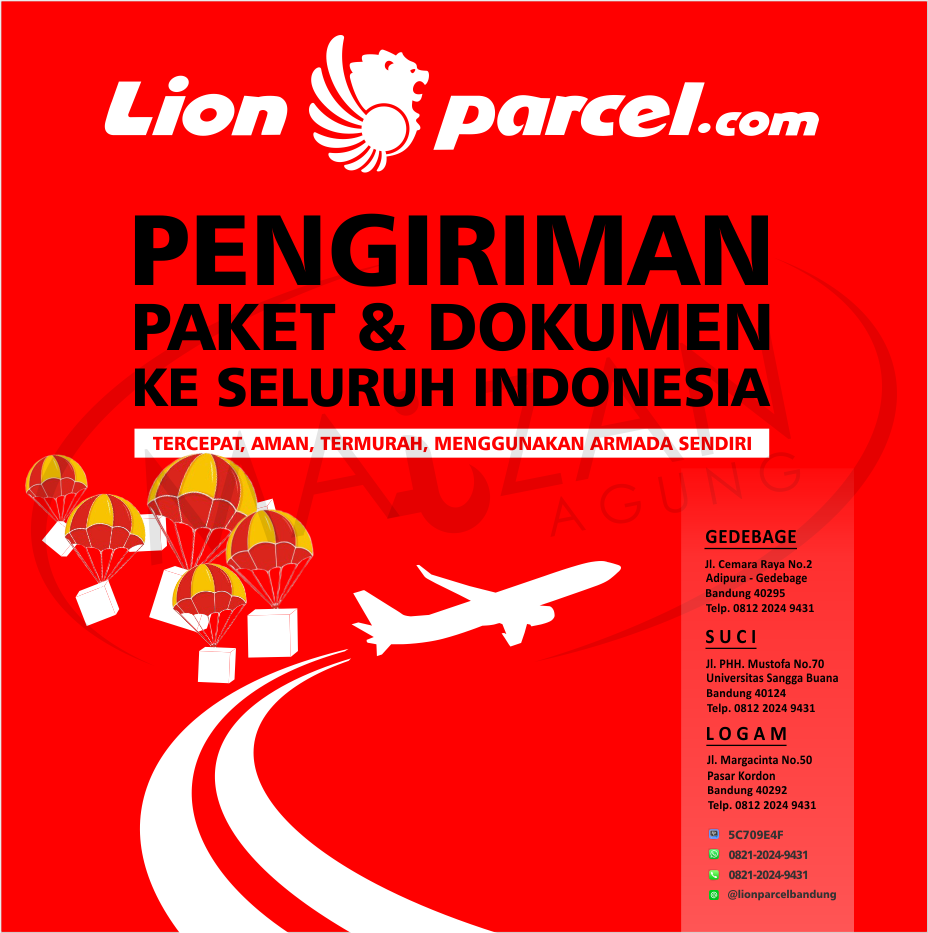 Lion parcel.com
PENGIRIMAN
PAKET & DOKUMEN
KE SELURUH INDONESIA
TERCEPAT, AMAN, TERMURAH, MENGGUNAKAN ARMADA SENDIRI
MAIZAN
AGUNG
GEDEBAGE
Jl. Cemara Raya No.2
Adipura - Gedebage
Bandung 40295
Telp. 0812 2024 9431
SUCI
Jl. PHH. Mustofa No.70
Universitas Sangga Buana
Bandung 40124
Telp. 0812 2024 9431
LOGAM
Jl. Margacinta No.50
Pasar Kordon
Bandung 40292
Telp. 0812 2024 9431
5C709E4F
0821-2024-9431
0821-2024-9431
@lionparcelbandung